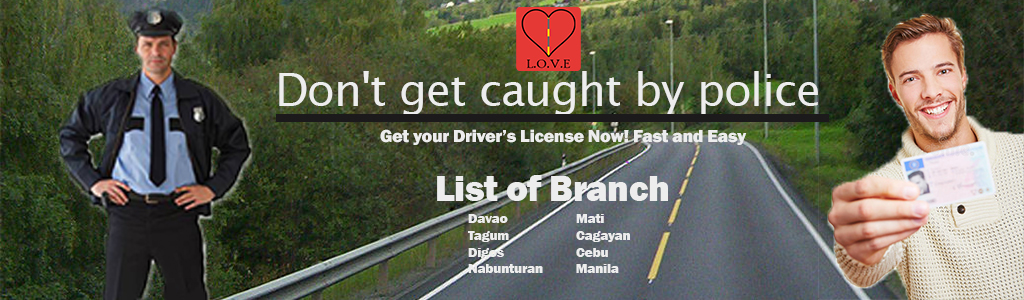 L.O.V.E
Don't get caught by police
Get your Driver's License Now! Fast and Easy
List of Branch
Davao Mati
Tagum Cagayan
Digos Cebu
Nabunturan Manila